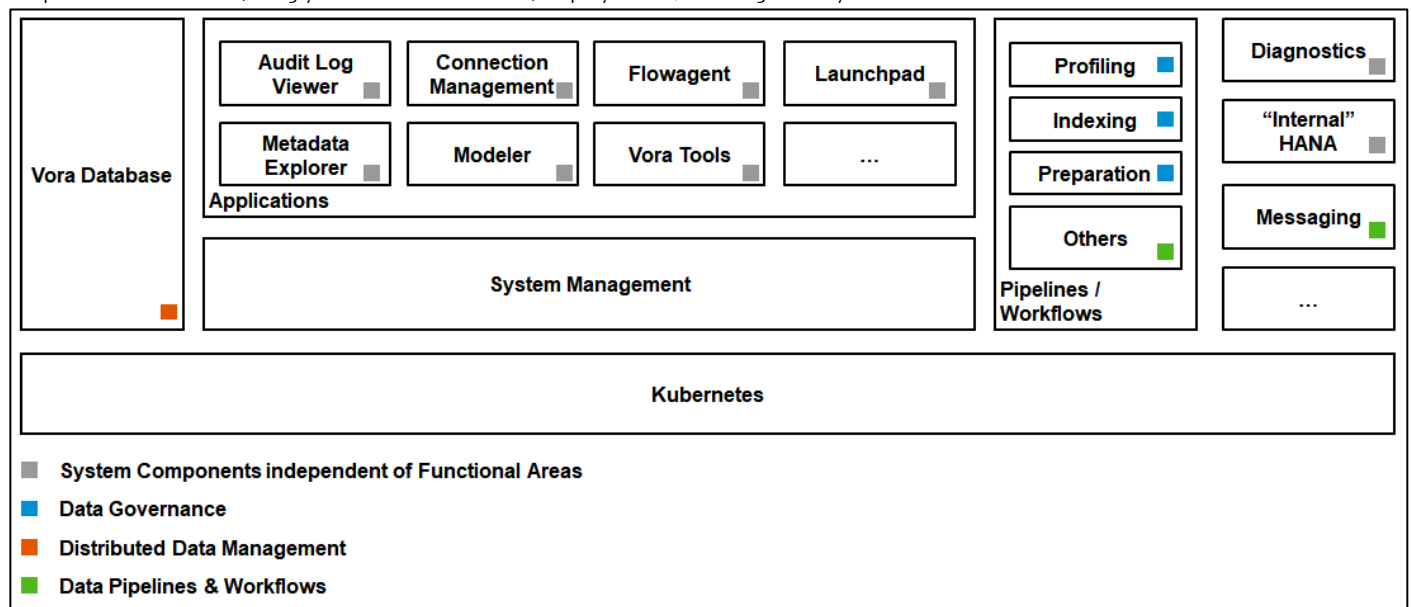 Vora Database
Audit Log
Viewer
Connection
Management
Flowagent
Launchpad
Metadata
Explorer
Modeler
Vora Tools
...
Applications
System Management
Profiling
Indexing
Preparation
Others
Pipelines /
Workflows
Diagnostics
“Internal”
HANA
Messaging
...
Kubernetes
System Components independent of Functional Areas
Data Governance
Distributed Data Management
Data Pipelines & Workflows